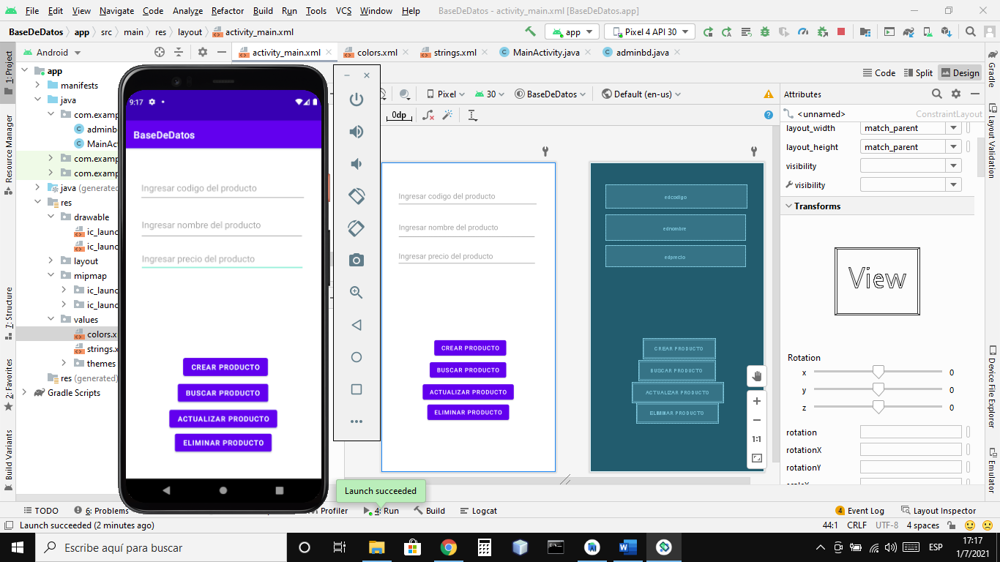 File Edit View Navigate Code Analyze Refactor Build Run Tools VCS Window Help BaseDeDatos - activity_main.xml [BaseDeDatos.app]
BaseDeDatos app src main res layout activity_main.xml app Pixel 4 API 30
1: Project
Resource Manager
7: Structure
2: Favorites
Build Variants
Android
app
manifests
java
com.examp
adminb
MainAct
com.examp
com.examp
java (generated)
res
drawable
ic_launc
ic_launc
layout
mipmap
ic_launc
ic_launc
values
colors.x
strings.x
themes
res (generated)
Gradle Scripts
activity_main.xml colors.xml strings.xml MainActivity.java adminbd.java
Code Split Design
Pixel 30 BaseDeDatos Default (en-us)
0dp
9:17
BaseDeDatos
Ingresar codigo del producto
Ingresar nombre del producto
Ingresar precio del producto
CREAR PRODUCTO
BUSCAR PRODUCTO
ACTUALIZAR PRODUCTO
ELIMINAR PRODUCTO
Ingresar codigo del producto
Ingresar nombre del producto
Ingresar precio del producto
CREAR PRODUCTO
BUSCAR PRODUCTO
ACTUALIZAR PRODUCTO
ELIMINAR PRODUCTO
edcodigo
ednombre
edprecio
CREAR PRODUCTO
BUSCAR PRODUCTO
ACTUALIZAR PRODUCTO
ELIMINAR PRODUCTO
1:1
Attributes
<unnamed> ConstraintLayout
layout_width match_parent
layout_height match_parent
visibility
visibility
Transforms
View
Rotation
x 0
y 0
z 0
rotation
rotationX
rotationY
Gradle
Layout Validation
Device File Explorer
Emulator
Launch succeeded
TODO 6: Problems Profiler 4: Run Build Logcat 4 Event Log Layout Inspector
Launch succeeded (2 minutes ago) 44:1 CRLF UTF-8 4 spaces
Escribe aquí para buscar ESP 17:17
1/7/2021